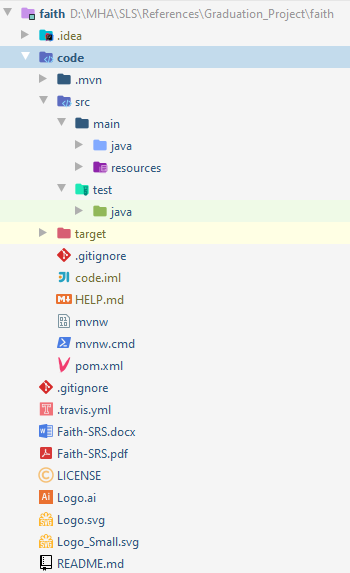 faith D:\MHA\SLS\References\Graduation_Project\faith
.idea
code
.mvn
src
main
java
resources
test
java
target
.gitignore
code.iml
HELP.md
mvnw
mvnw.cmd
pom.xml
.gitignore
.travis.yml
Faith-SRS.docx
Faith-SRS.pdf
LICENSE
Logo.ai
Logo.svg
Logo_Small.svg
README.md